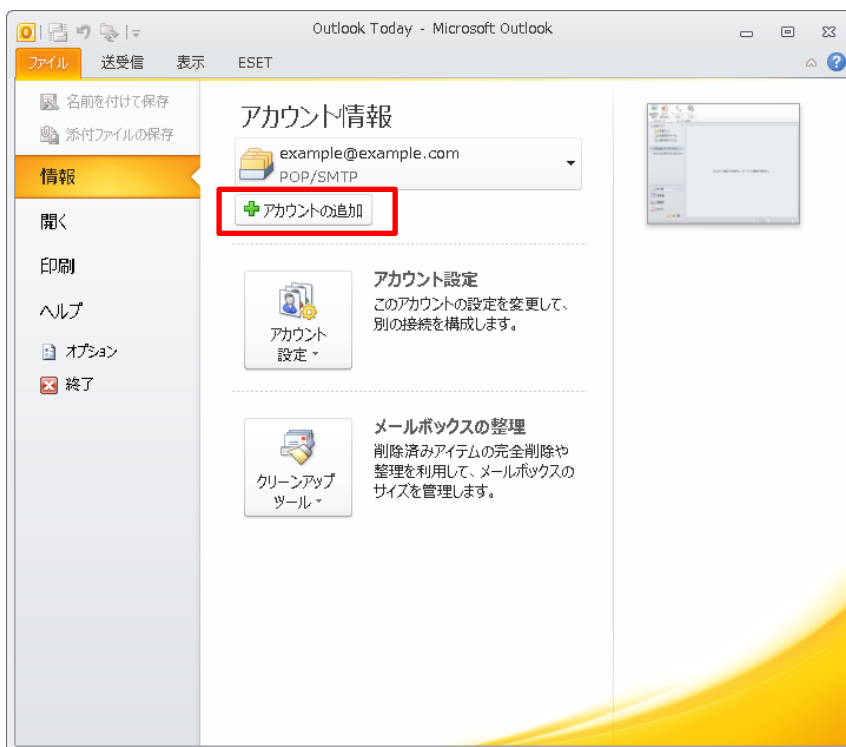 Outlook Today - Microsoft Outlook
ファイル 送受信 表示 ESET
名前を付けて保存
添付ファイルの保存
情報
開く
印刷
ヘルプ
オプション
終了
アカウント情報
example@example.com
POP/SMTP
アカウントの追加
アカウント
設定
アカウント設定
このアカウントの設定を変更して、
別の接続を構成します。
クリーンアップ
ツール
メールボックスの整理
削除済みアイテムの完全削除や
整理を利用して、メールボックスの
サイズを管理します。